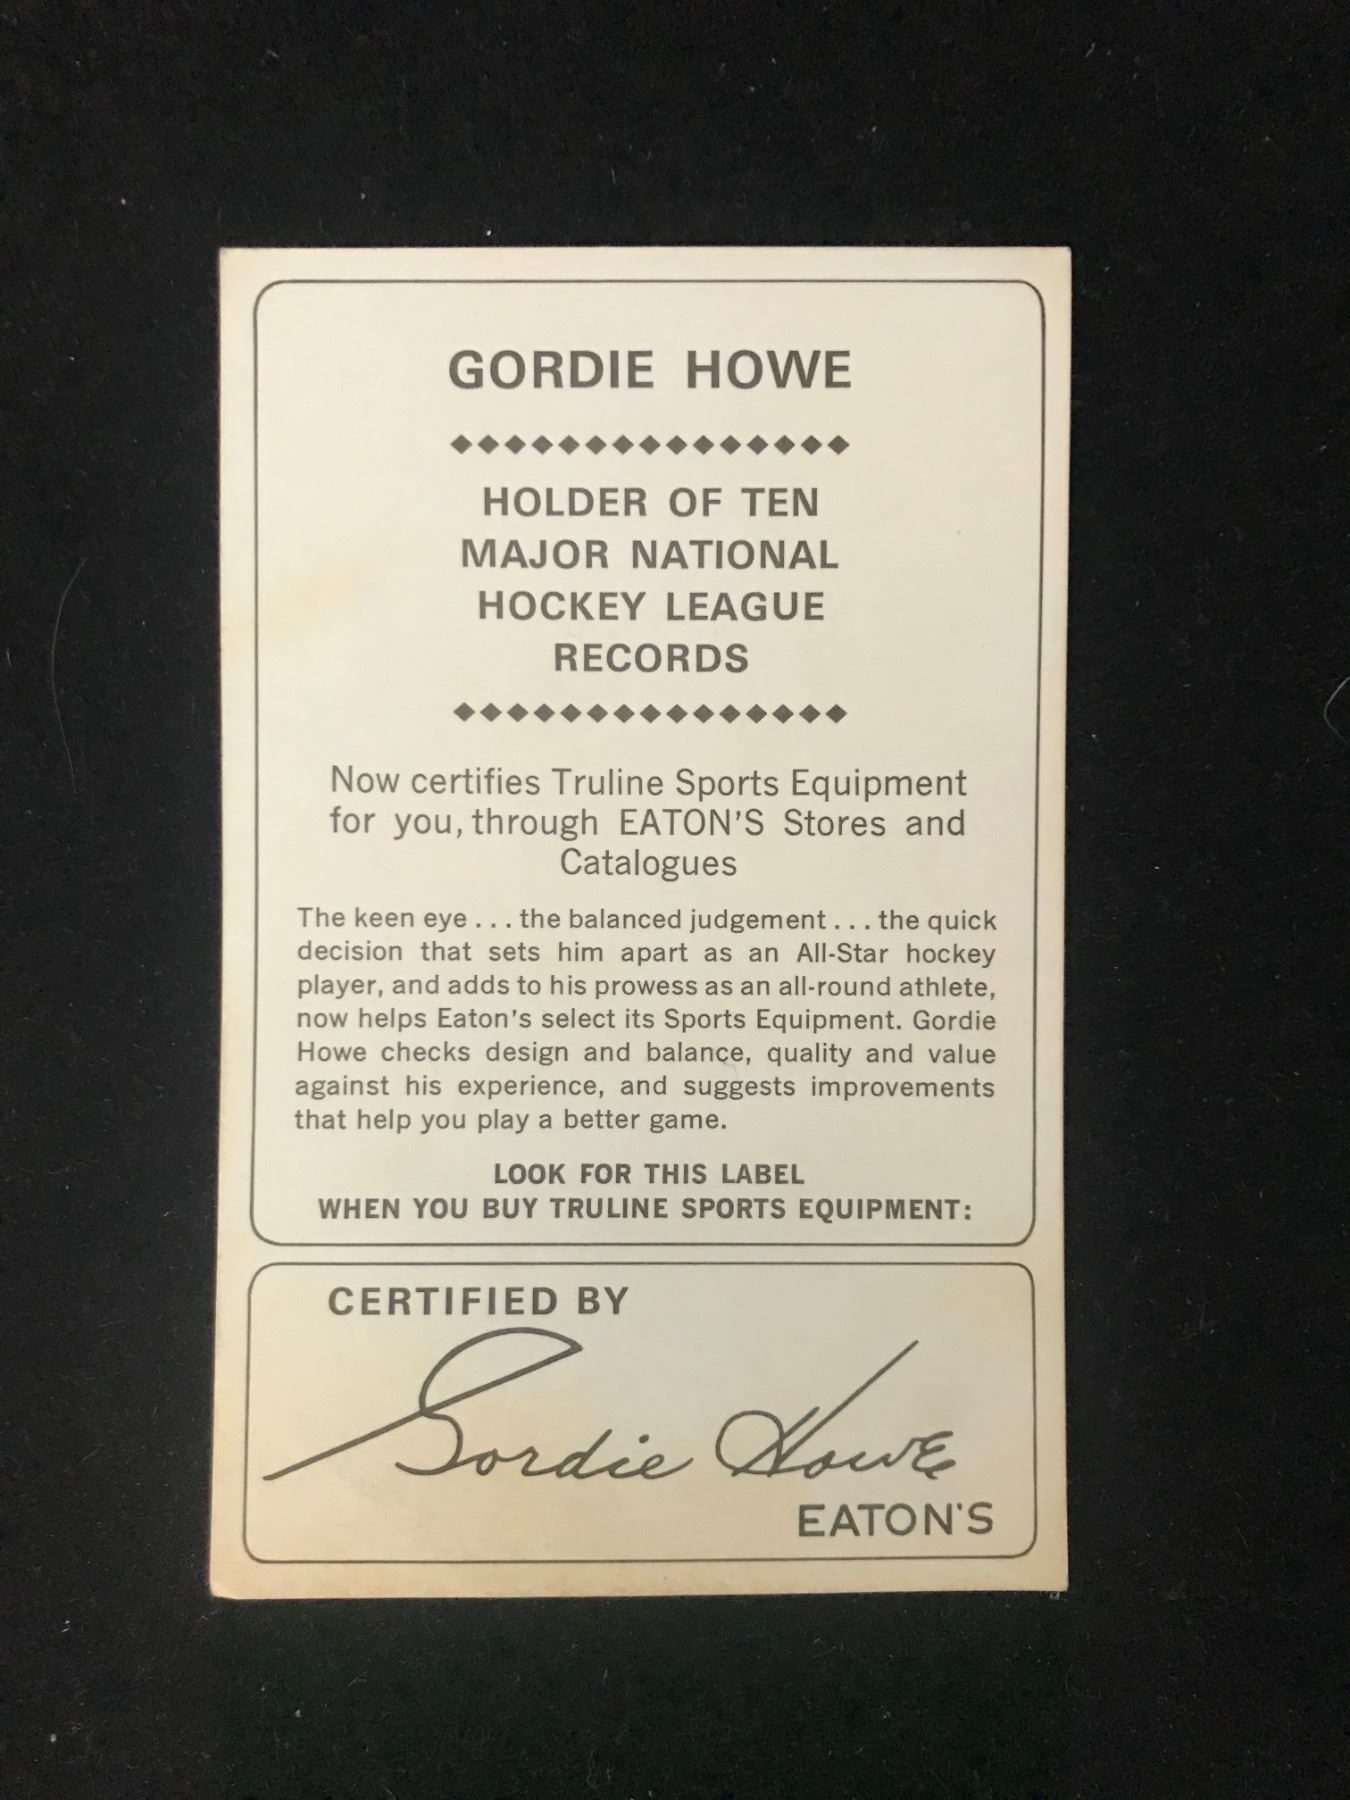 GORDIE HOWE
HOLDER OF TEN
MAJOR NATIONAL
HOCKEY LEAGUE
RECORDS
Now certifies Truline Sports Equipment
for you, through EATON'S Stores and
Catalogues
The keen eye ... the balanced judgement ... the quick
decision that sets him apart as an All-Star hockey
player, and adds to his prowess as an all-round athlete,
now helps Eaton's select its Sports Equipment. Gordie
Howe checks design and balance, quality and value
against his experience, and suggests improvements
that help you play a better game.
LOOK FOR THIS LABEL
WHEN YOU BUY TRULINE SPORTS EQUIPMENT:
CERTIFIED BY
Gordie Howe
EATON'S